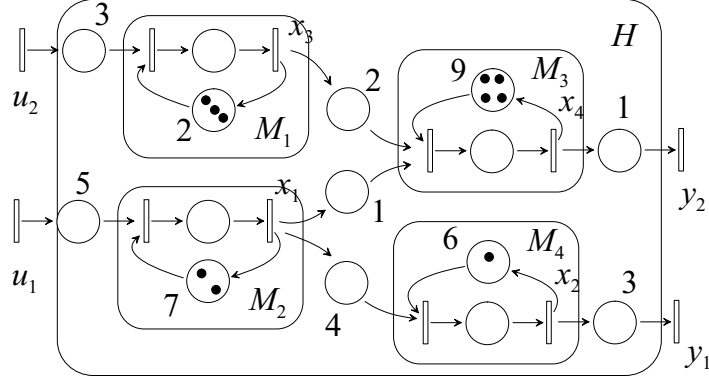 3 x₃ H
u₂ 2 M₁ 2 9 M₃ x₄ 1
y₂
5 x₁ 1
u₁ 7 M₂ 4 6 M₄ x₂ 3
y₁